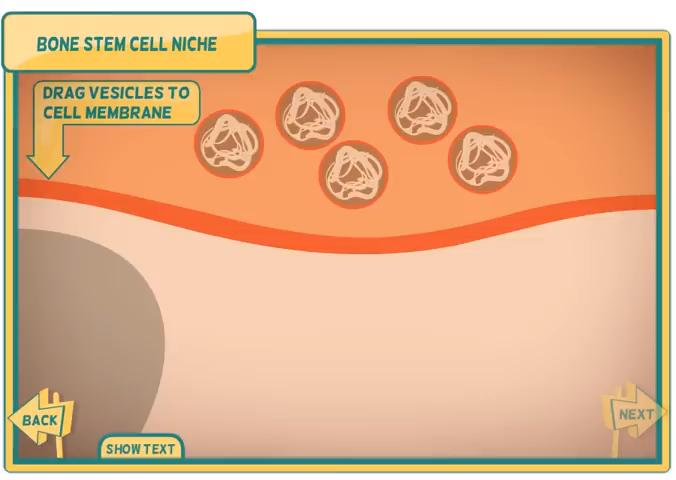 BONE STEM CELL NICHE
DRAG VESICLES TO
CELL MEMBRANE
BACK
SHOW TEXT
NEXT